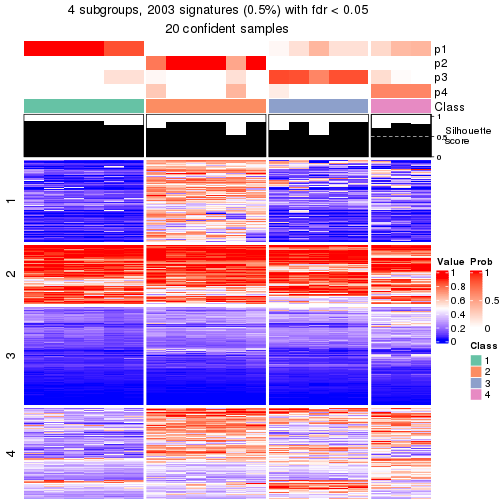 4 subgroups, 2003 signatures (0.5%) with fdr < 0.05
20 confident samples
p1
p2
p3
p4
Class
1
0.5
0
Silhouette
score
1
2
3
4
Value
1
0.8
0.6
0.4
0.2
0
Prob
1
0.5
0
Class
1
2
3
4